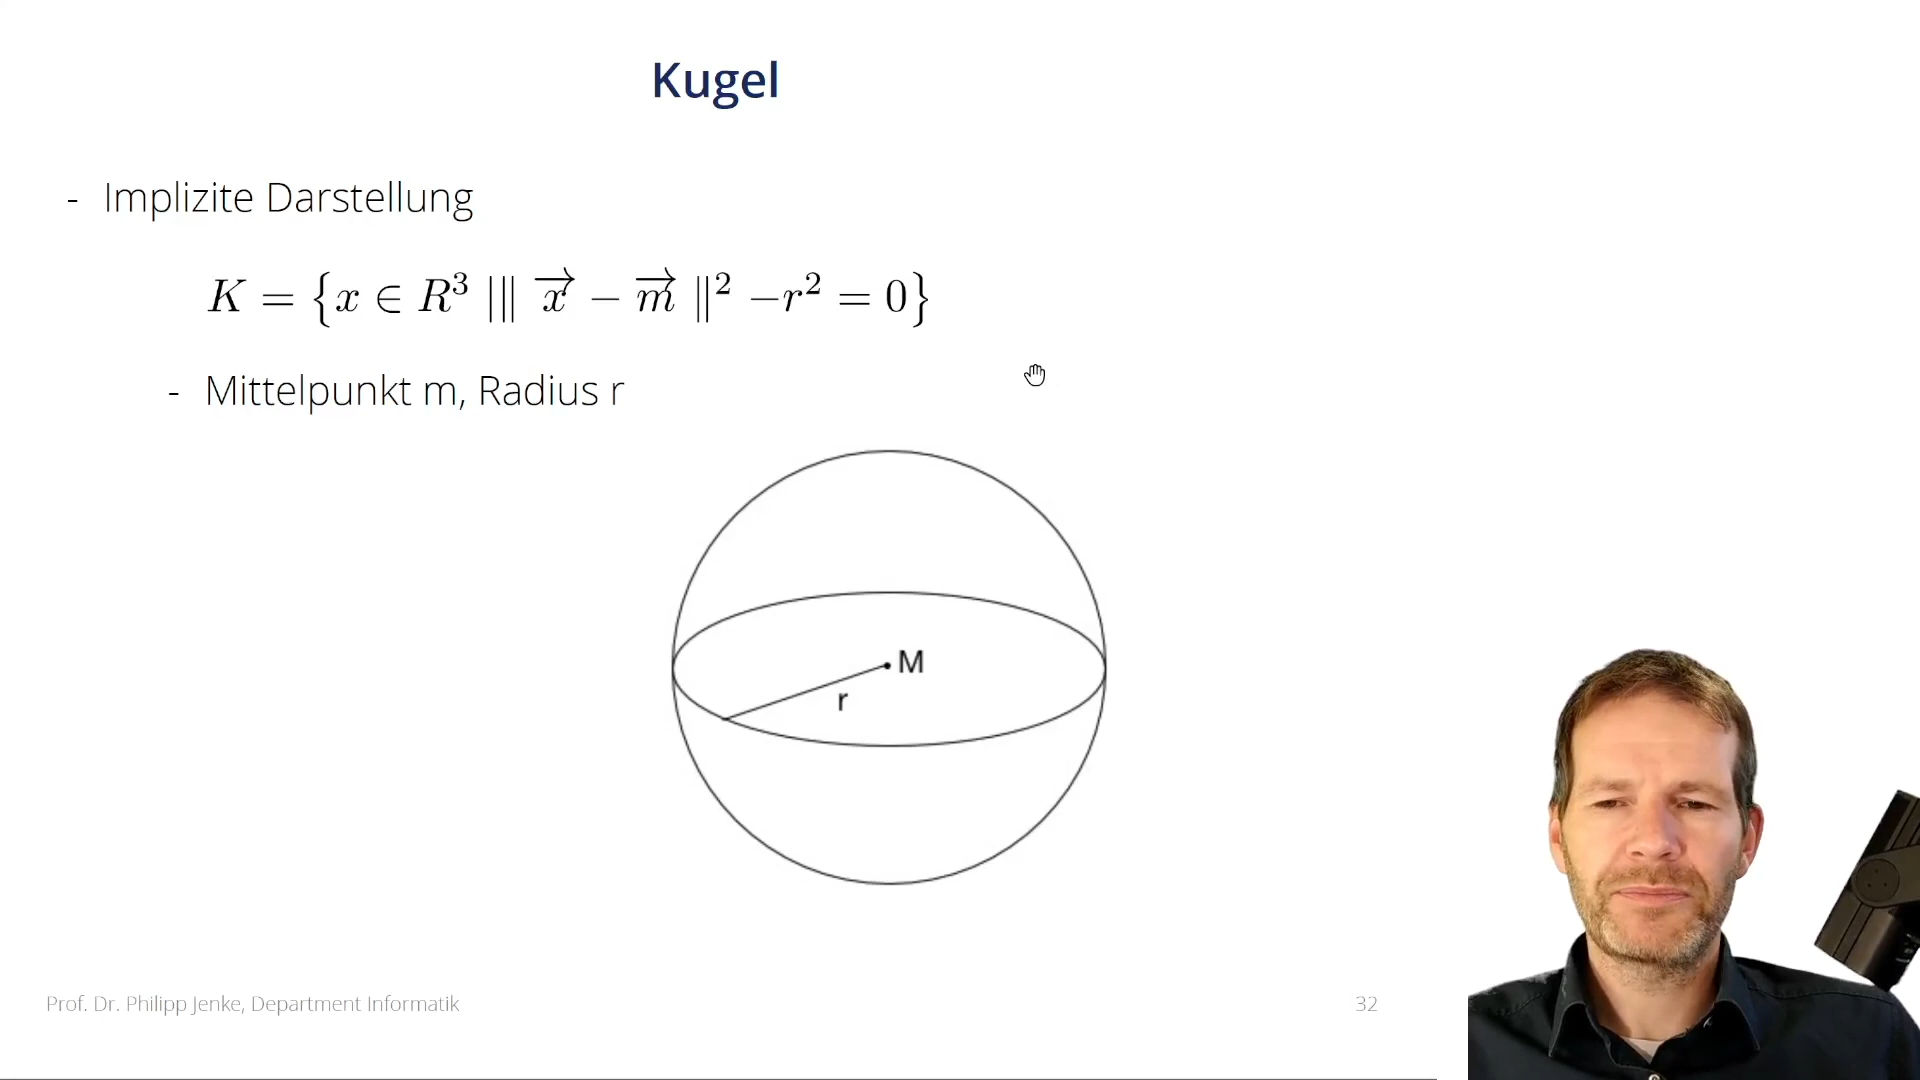 Kugel
- Implizite Darstellung
K = {x ∈ R³ |‖ x⃗ − m⃗ ‖² −r² = 0}
- Mittelpunkt m, Radius r
M
r
Prof. Dr. Philipp Jenke, Department Informatik
32